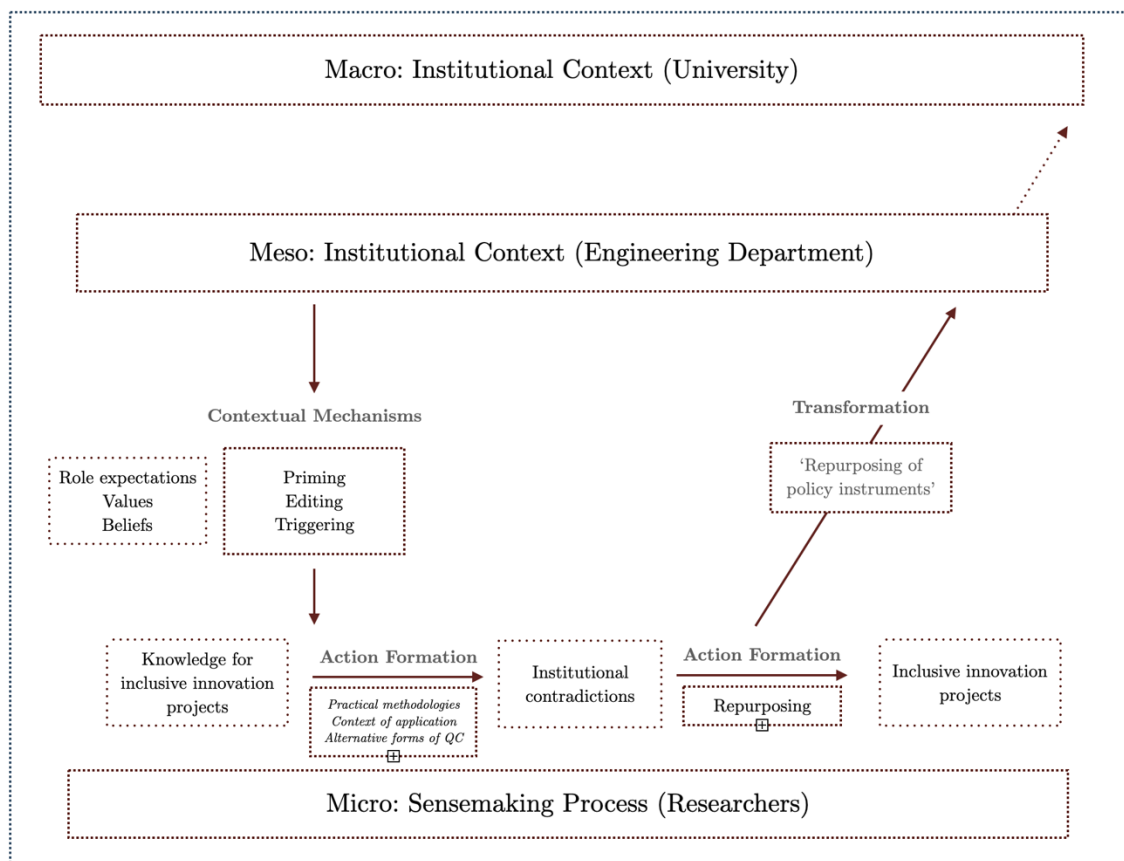 Macro: Institutional Context (University)
Meso: Institutional Context (Engineering Department)
Contextual Mechanisms
Role expectations
Values
Beliefs
Priming
Editing
Triggering
Transformation
‘Repurposing of
policy instruments’
Knowledge for
inclusive innovation
projects
Action Formation
Practical methodologies
Context of application
Alternative forms of QC
Institutional
contradictions
Action Formation
Repurposing
Inclusive innovation
projects
Micro: Sensemaking Process (Researchers)